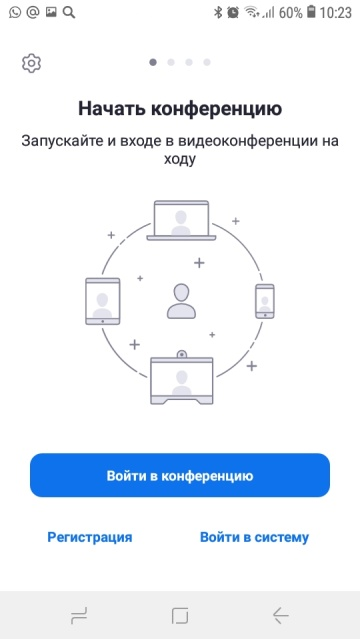 60% 10:23
Начать конференцию
Запускайте и входе в видеоконференции на
ходу
Войти в конференцию
Регистрация Войти в систему